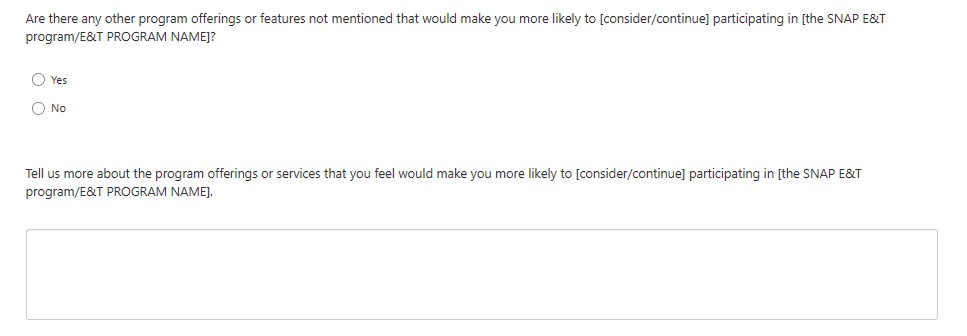 Are there any other program offerings or features not mentioned that would make you more likely to [consider/continue] participating in [the SNAP E&T
program/E&T PROGRAM NAME]?
Yes
No
Tell us more about the program offerings or services that you feel would make you more likely to [consider/continue] participating in [the SNAP E&T
program/E&T PROGRAM NAME].